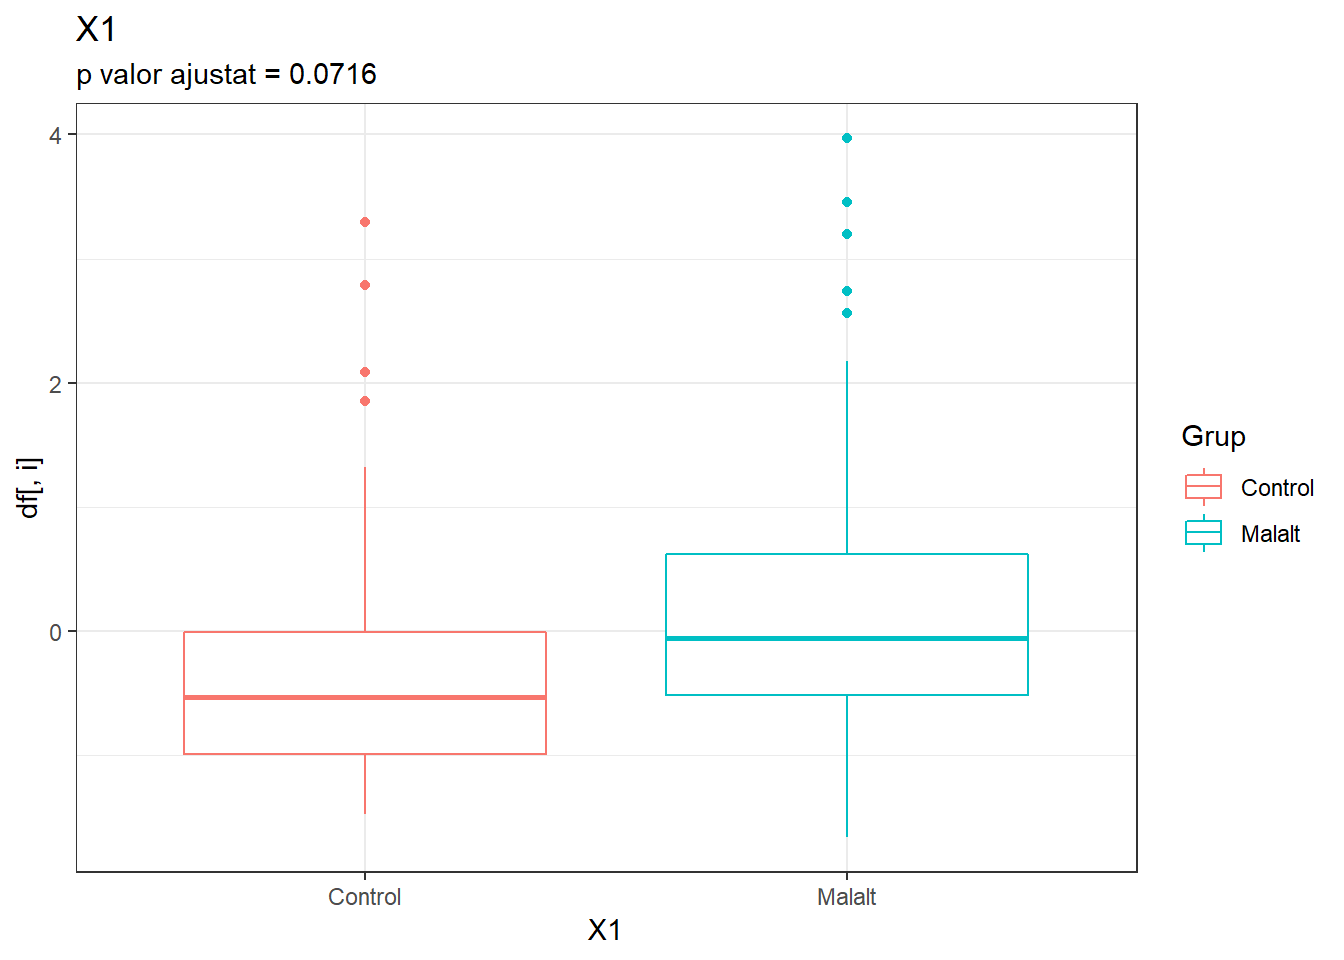 X1
p valor ajustat = 0.0716
4
2
0
df[, i]
Control
Malalt
X1
Grup
Control
Malalt